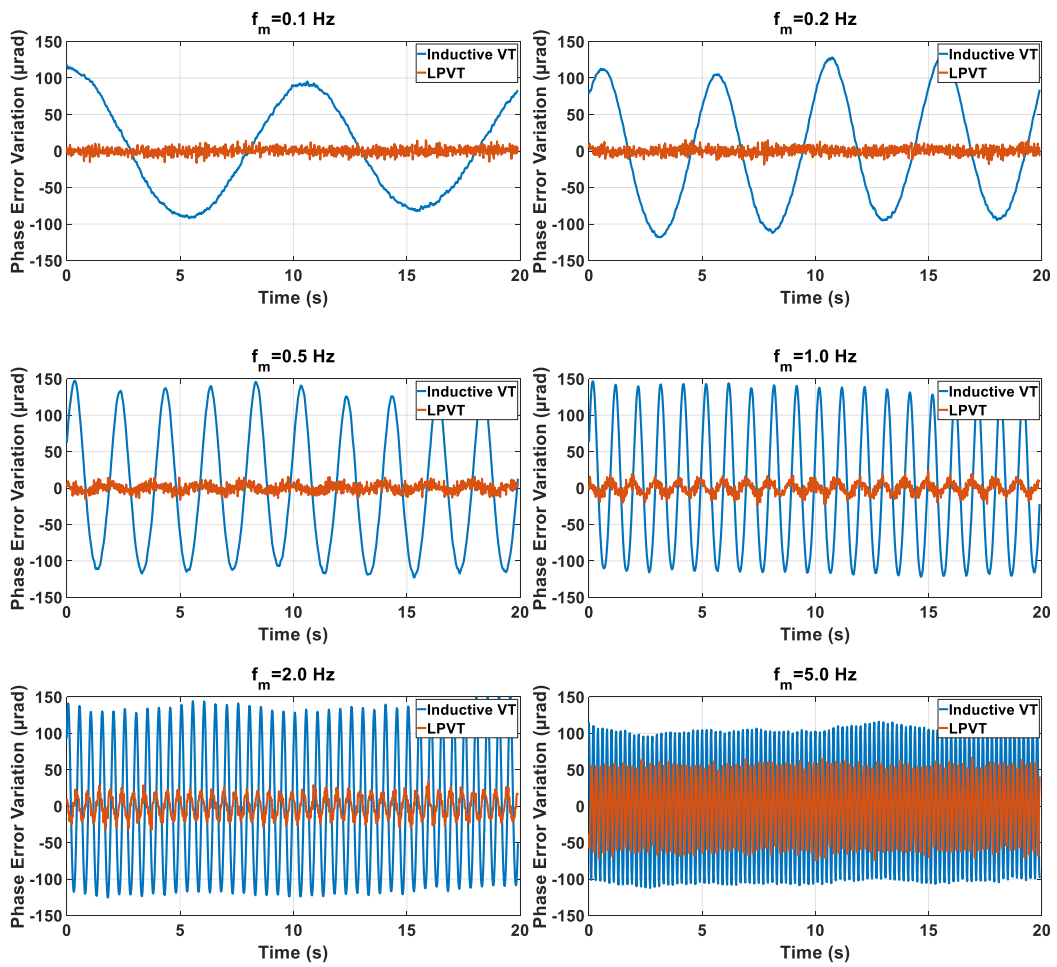 f_m=0.1 Hz
Phase Error Variation (µrad)
150
100
50
0
-50
-100
-150
Inductive VT
LPVT
0 5 10 15 20
Time (s)
f_m=0.2 Hz
Phase Error Variation (µrad)
150
100
50
0
-50
-100
-150
Inductive VT
LPVT
0 5 10 15 20
Time (s)
f_m=0.5 Hz
Phase Error Variation (µrad)
150
100
50
0
-50
-100
-150
Inductive VT
LPVT
0 5 10 15 20
Time (s)
f_m=1.0 Hz
Phase Error Variation (µrad)
150
100
50
0
-50
-100
-150
Inductive VT
LPVT
0 5 10 15 20
Time (s)
f_m=2.0 Hz
Phase Error Variation (µrad)
150
100
50
0
-50
-100
-150
Inductive VT
LPVT
0 5 10 15 20
Time (s)
f_m=5.0 Hz
Phase Error Variation (µrad)
150
100
50
0
-50
-100
-150
Inductive VT
LPVT
0 5 10 15 20
Time (s)